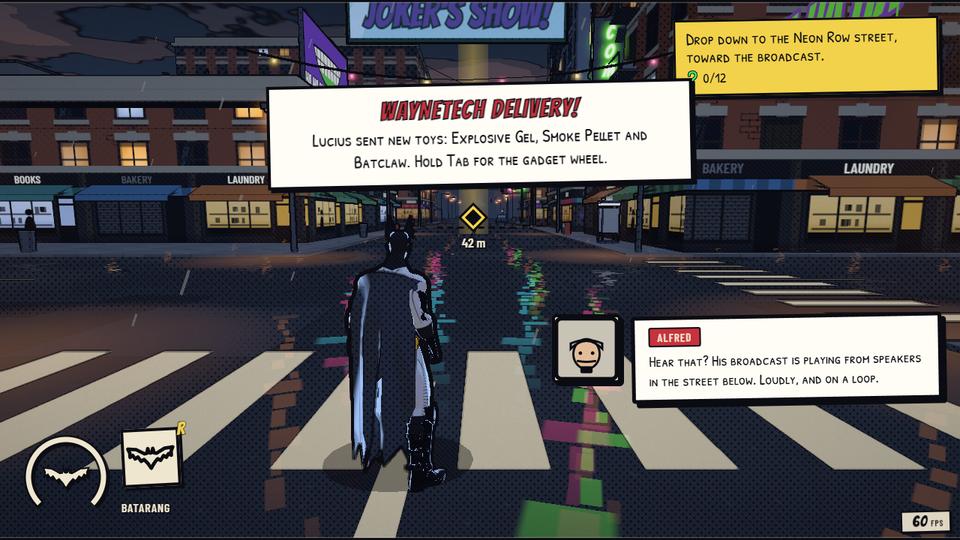 JOKER'S SHOW!
CO
DROP DOWN TO THE NEON ROW STREET,
TOWARD THE BROADCAST.
? 0/12
WAYNETECH DELIVERY!
LUCIUS SENT NEW TOYS: EXPLOSIVE GEL, SMOKE PELLET AND
BATCLAW. HOLD TAB FOR THE GADGET WHEEL.
BOOKS
BAKERY
LAUNDRY
BAKERY
LAUNDRY
42 m
ALFRED
HEAR THAT? HIS BROADCAST IS PLAYING FROM SPEAKERS
IN THE STREET BELOW. LOUDLY, AND ON A LOOP.
R
BATARANG
60 FPS